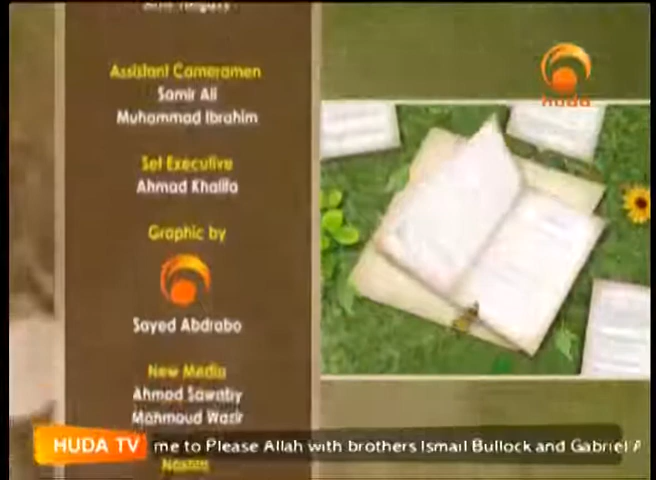 Assistant Cameramen
Samir Ali
Muhammad Ibrahim
Set Executive
Ahmad Khalifa
Graphic by
Sayed Abdrabo
New Media
Ahmad Sawaby
Mahmoud Wazir
HUDA
HUDA TV
me to Please Allah with brothers Ismail Bullock and Gabriel A